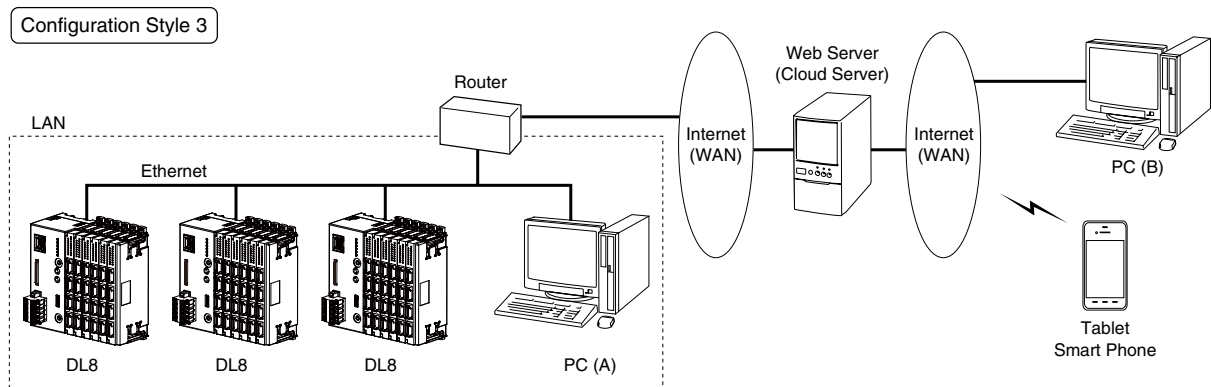 Configuration Style 3
Web Server
(Cloud Server)
Router
LAN
Internet
(WAN)
Internet
(WAN)
PC (B)
Ethernet
DL8
DL8
DL8
PC (A)
Tablet
Smart Phone